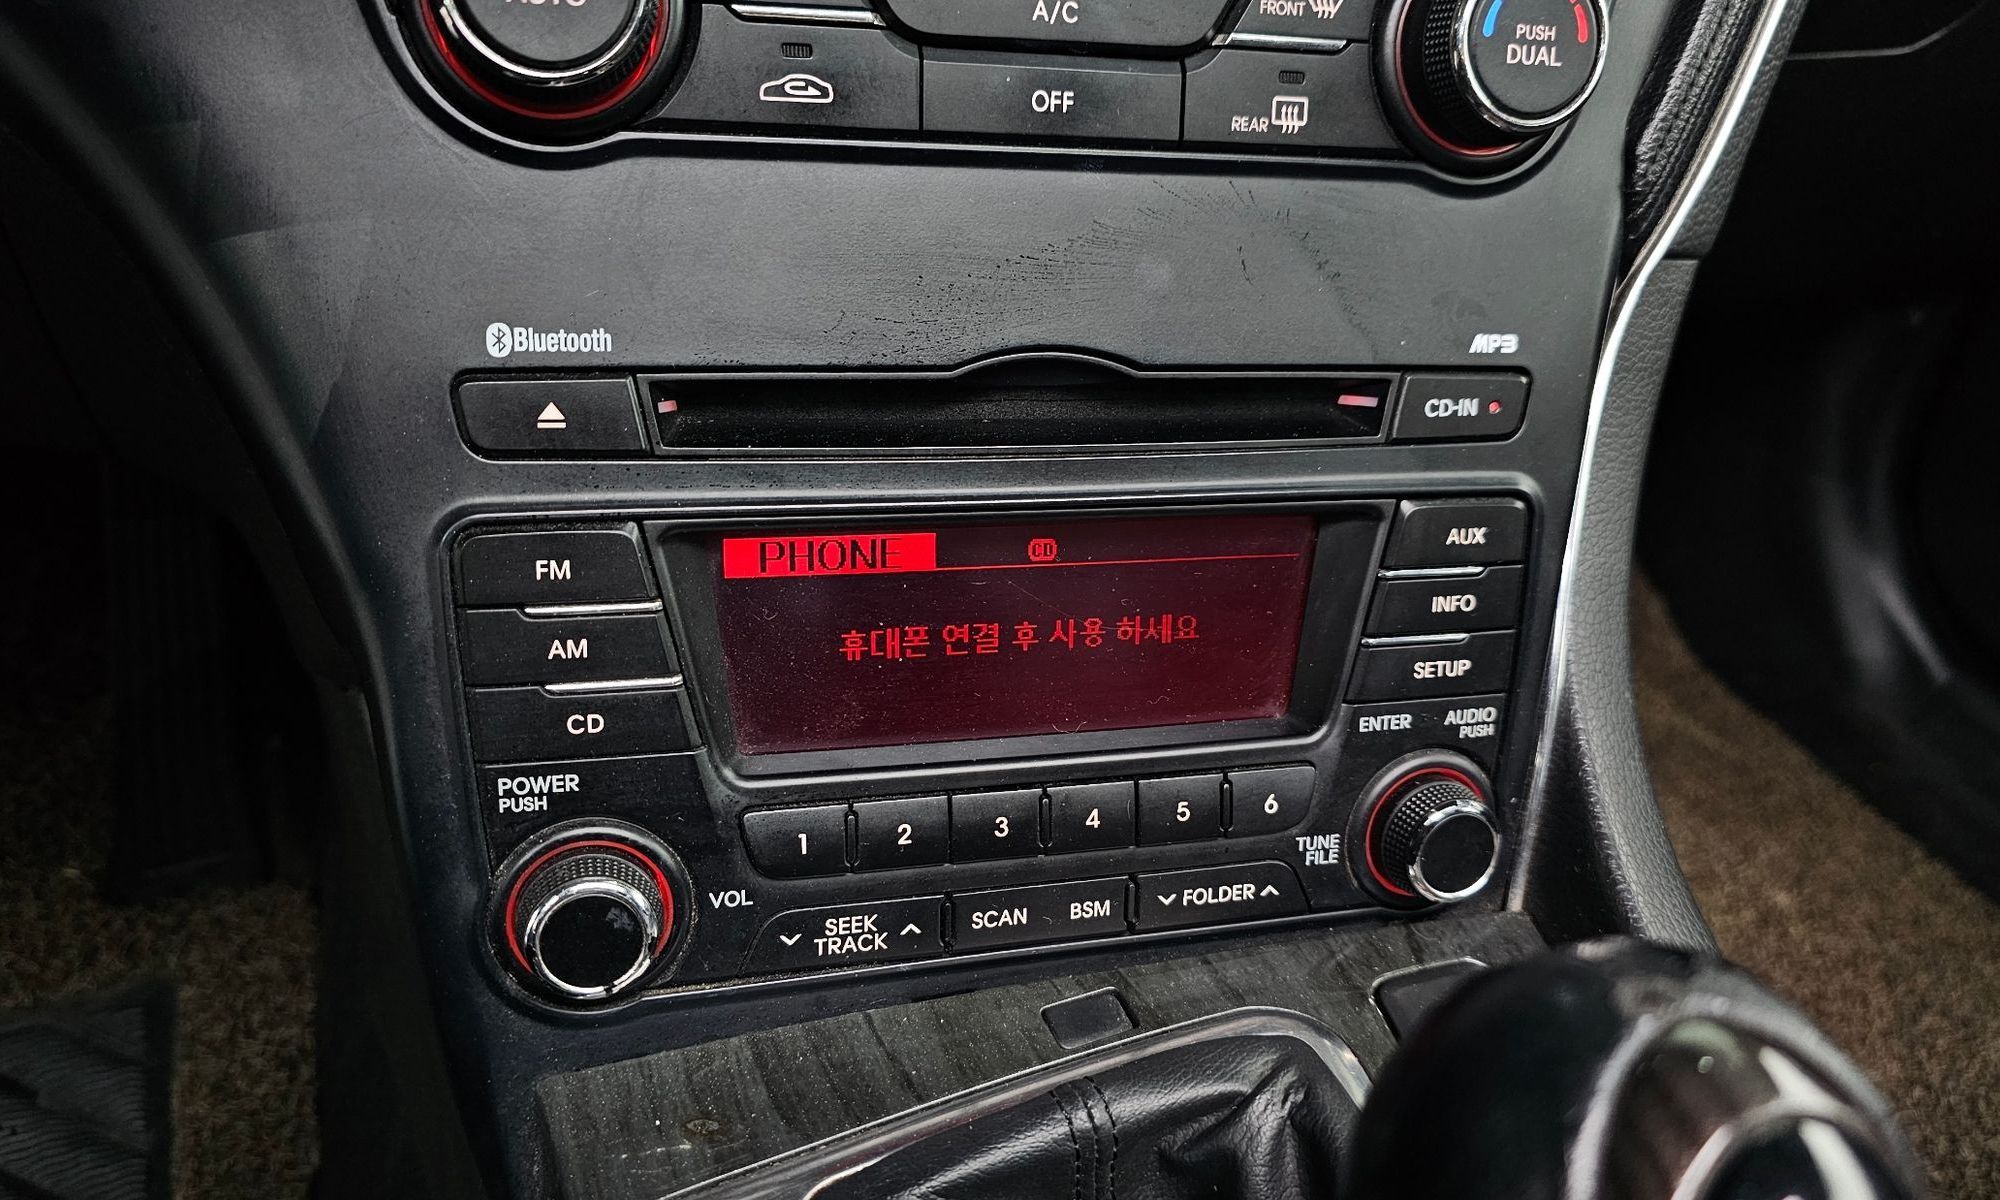 AUTO
A/C
FRONT
PUSH
DUAL
OFF
REAR
Bluetooth
MP3
CD-IN
FM
AM
CD
PHONE
CD
휴대폰 연결 후 사용 하세요
AUX
INFO
SETUP
ENTER
AUDIO
PUSH
POWER
PUSH
VOL
1 2 3 4 5 6
TUNE
FILE
SEEK
TRACK
SCAN BSM
FOLDER